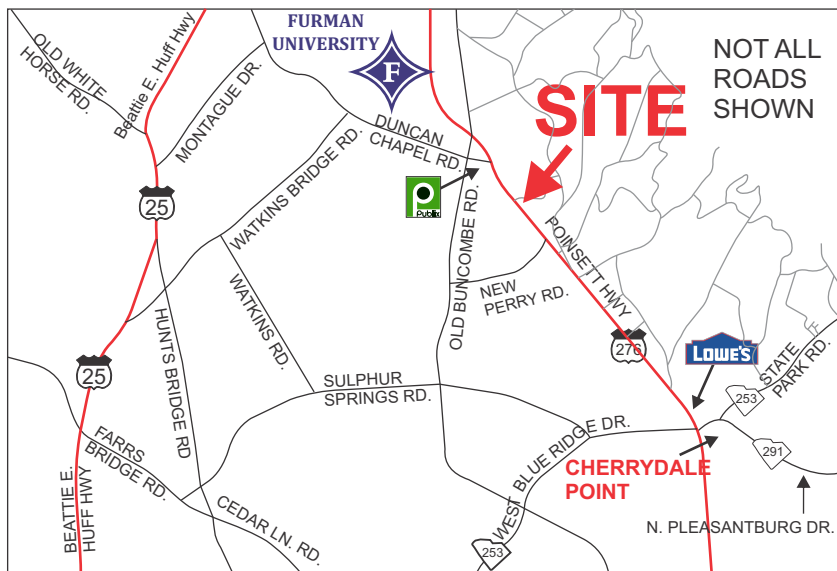 FURMAN
UNIVERSITY
F
NOT ALL
ROADS
SHOWN
SITE
OLD WHITE
HORSE RD.
Beattie E. Huff Hwy
MONTAGUE DR.
DUNCAN
CHAPEL RD.
WATKINS BRIDGE RD.
P
Publix
25
OLD BUNCOMBE RD.
POINSETT HWY
NEW
PERRY RD.
WATKINS RD.
HUNTS BRIDGE RD
276
LOWE'S
25
STATE
PARK RD.
253
SULPHUR
SPRINGS RD.
WEST BLUE RIDGE DR.
CHERRYDALE
POINT
291
FARRS
BRIDGE RD.
BEATTIE E.
HUFF HWY
CEDAR LN. RD.
253
N. PLEASANTBURG DR.